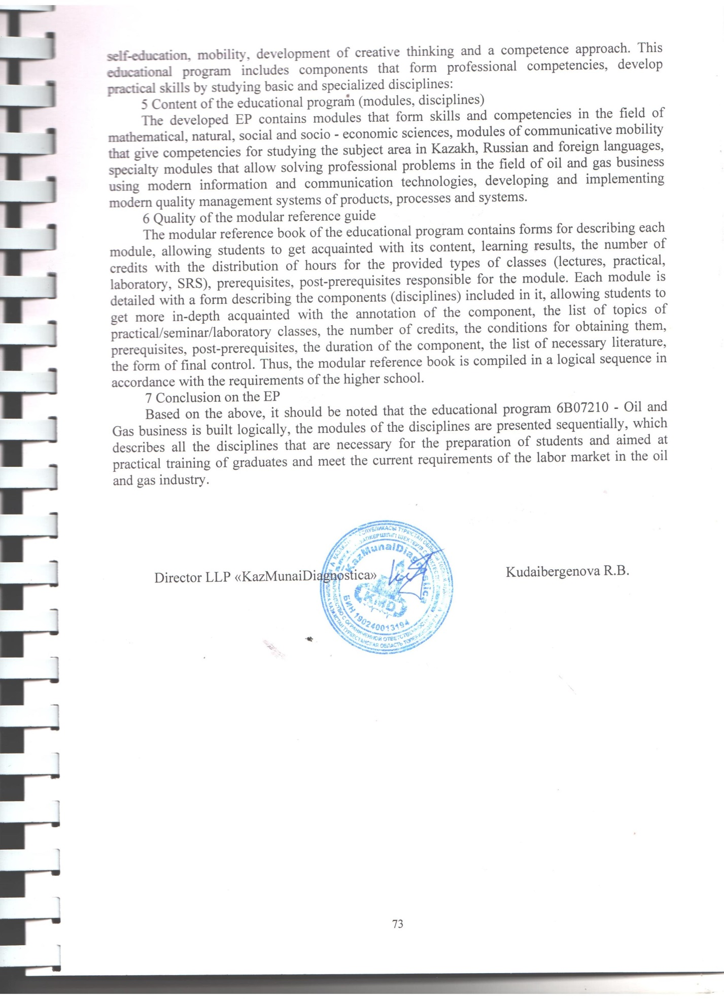 self-education, mobility, development of creative thinking and a competence approach. This
educational program includes components that form professional competencies, develop
practical skills by studying basic and specialized disciplines:
5 Content of the educational program (modules, disciplines)
The developed EP contains modules that form skills and competencies in the field of
mathematical, natural, social and socio - economic sciences, modules of communicative mobility
that give competencies for studying the subject area in Kazakh, Russian and foreign languages,
specialty modules that allow solving professional problems in the field of oil and gas business
using modern information and communication technologies, developing and implementing
modern quality management systems of products, processes and systems.
6 Quality of the modular reference guide
The modular reference book of the educational program contains forms for describing each
module, allowing students to get acquainted with its content, learning results, the number of
credits with the distribution of hours for the provided types of classes (lectures, practical,
laboratory, SRS), prerequisites, post-prerequisites responsible for the module. Each module is
detailed with a form describing the components (disciplines) included in it, allowing students to
get more in-depth acquainted with the annotation of the component, the list of topics of
practical/seminar/laboratory classes, the number of credits, the conditions for obtaining them,
prerequisites, post-prerequisites, the duration of the component, the list of necessary literature,
the form of final control. Thus, the modular reference book is compiled in a logical sequence in
accordance with the requirements of the higher school.
7 Conclusion on the EP
Based on the above, it should be noted that the educational program 6B07210 - Oil and
Gas business is built logically, the modules of the disciplines are presented sequentially, which
describes all the disciplines that are necessary for the preparation of students and aimed at
practical training of graduates and meet the current requirements of the labor market in the oil
and gas industry.
Director LLP «KazMunaiDiagnostica»
Kudaibergenova R.B.
KazMunaiDiagnostica
KMD
БИН 190240013194
С ОГРАНИЧЕННОЙ
КАЗАХСТАН ТУРКЕСТАНСКАЯ ОБЛАСТЬ
73